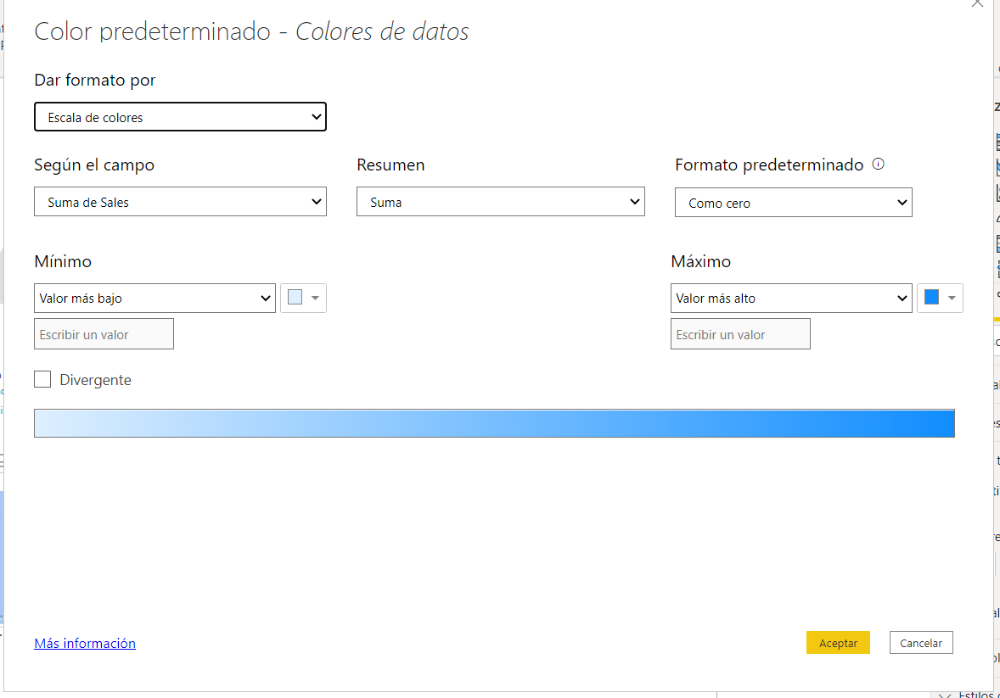 Color predeterminado - Colores de datos
Dar formato por
Escala de colores
Según el campo
Resumen
Formato predeterminado
Suma de Sales
Suma
Como cero
Mínimo
Máximo
Valor más bajo
Valor más alto
Escribir un valor
Escribir un valor
Divergente
Más información
Aceptar
Cancelar
Estilos